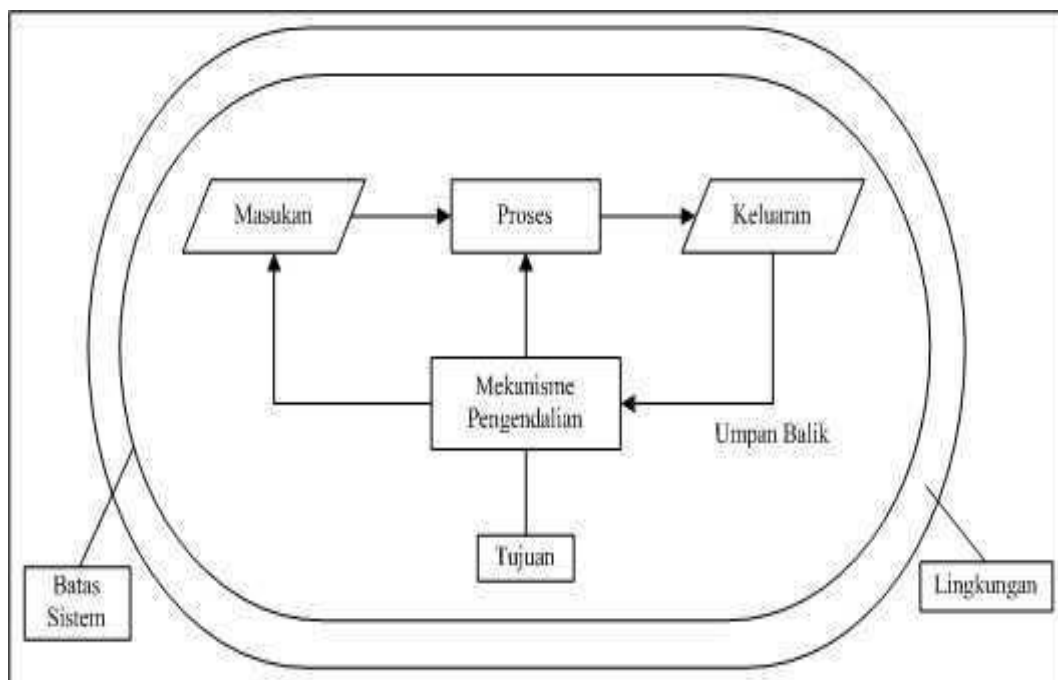 Masukan
Proses
Keluaran
Mekanisme
Pengendalian
Umpan Balik
Tujuan
Batas
Sistem
Lingkungan